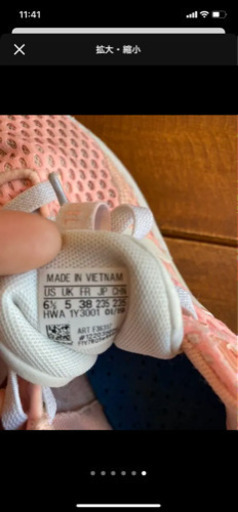 11:41
拡大・縮小
MADE IN VIETNAM
US UK FR JP CHN
6½ 5 38 235 235
HWA 1Y3001